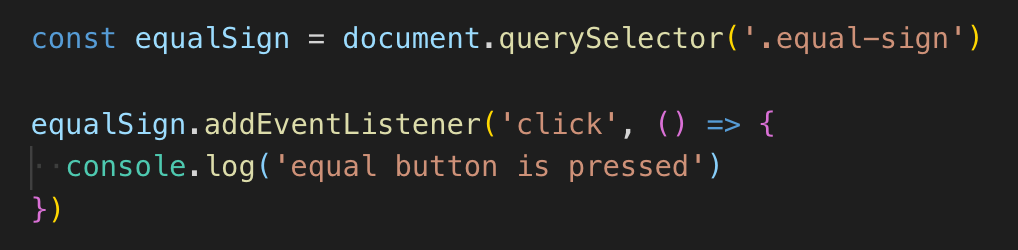 const equalSign = document.querySelector('.equal-sign')
equalSign.addEventListener('click', () => {
  console.log('equal button is pressed')
})